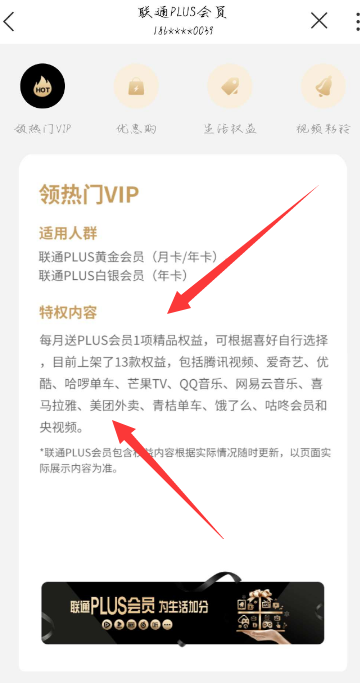 联通PLUS会员
186****0039
HOT
领热门VIP
优惠购
生活权益
视频彩铃
领热门VIP
适用人群
联通PLUS黄金会员（月卡/年卡）
联通PLUS白银会员（年卡）
特权内容
每月送PLUS会员1项精品权益，可根据喜好自行选择
，目前上架了13款权益，包括腾讯视频、爱奇艺、优
酷、哈啰单车、芒果TV、QQ音乐、网易云音乐、喜
马拉雅、美团外卖、青桔单车、饿了么、咕咚会员和
央视频。
*联通PLUS会员包含权益内容根据实际情况随时更新，以页面实
际展示内容为准。
联通PLUS会员 为生活加分